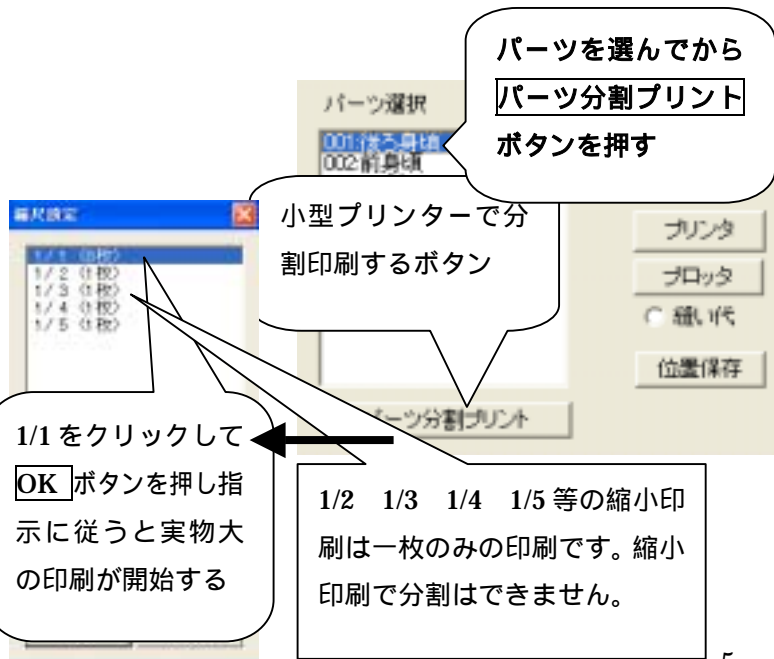 パーツを選んでから
パーツ分割プリント
ボタンを押す
パーツ選択
001:後ろ身頃
002:前身頃
小型プリンターで分
割印刷するボタン
プリンタ
プロッタ
縫い代
位置保存
縮尺設定
1/1
1/2 (1枚)
1/3 (1枚)
1/4 (1枚)
1/5 (1枚)
ーツ分割プリント
1/1 をクリックして
OK ボタンを押し指
示に従うと実物大
の印刷が開始する
1/2 1/3 1/4 1/5 等の縮小印
刷は一枚のみの印刷です。縮小
印刷で分割はできません。